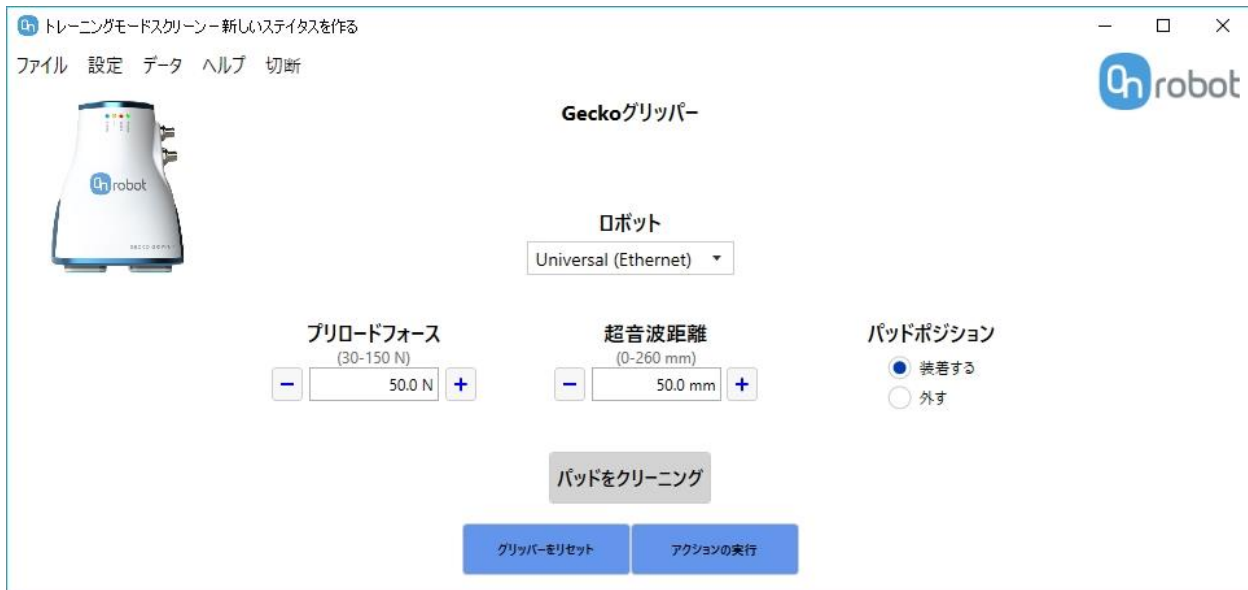 トレーニングモードスクリーン – 新しいステイタスを作る
ファイル 設定 データ ヘルプ 切断
On robot
On robot
Geckoグリッパー
ロボット
Universal (Ethernet)
プリロードフォース
(30-150 N)
50.0 N
超音波距離
(0-260 mm)
50.0 mm
パッドポジション
装着する
外す
パッドをクリーニング
グリッパーをリセット
アクションの実行